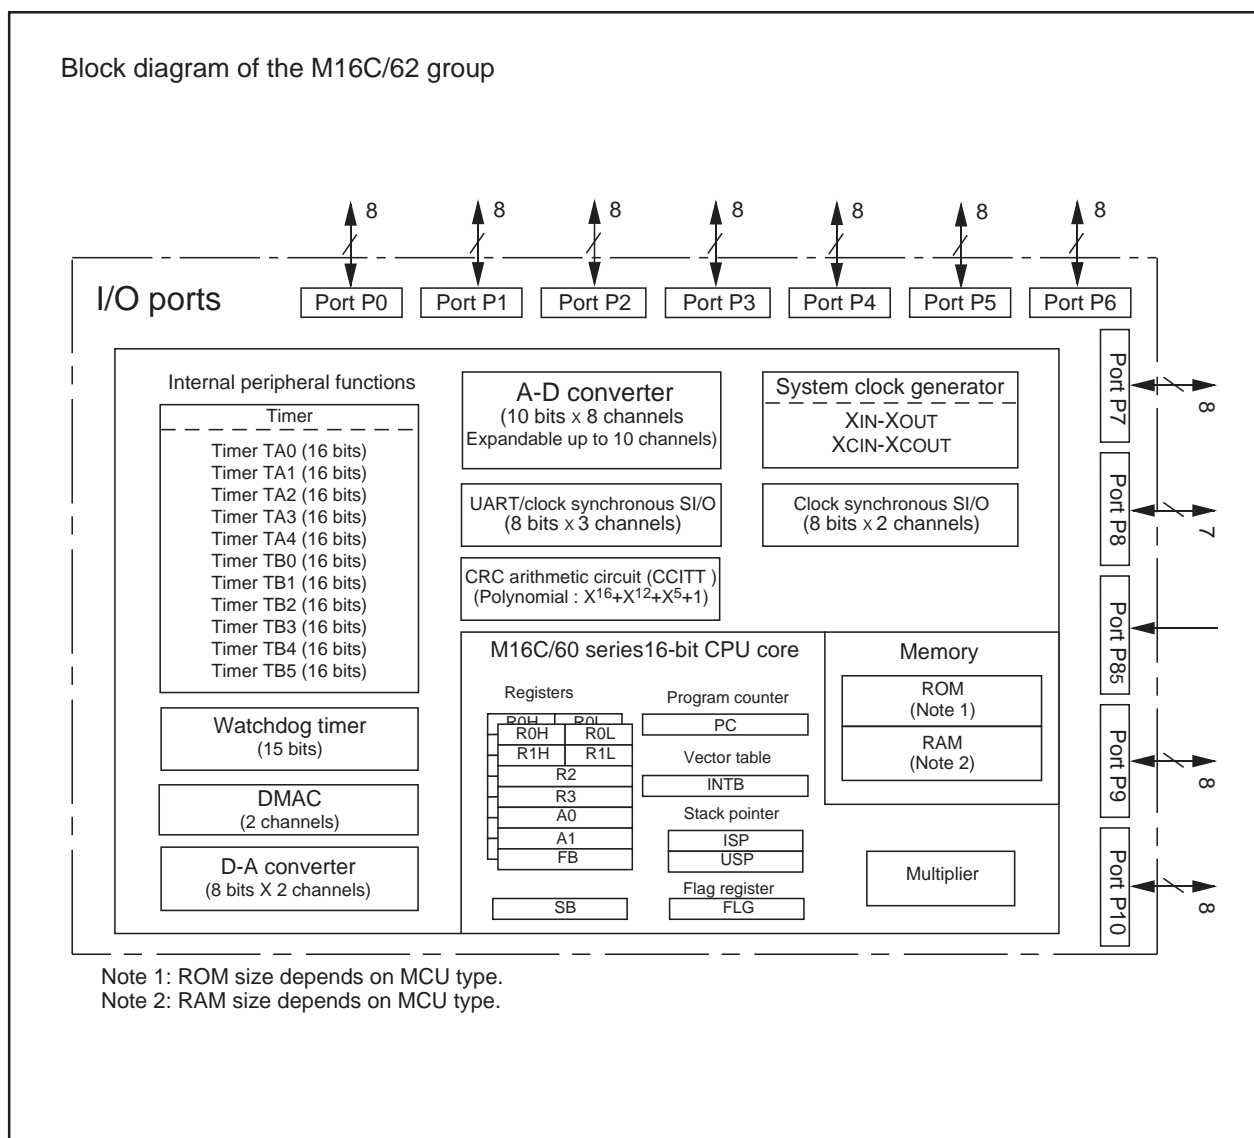 Block diagram of the M16C/62 group
8 8 8 8 8 8 8
I/O ports
Port P0 Port P1 Port P2 Port P3 Port P4 Port P5 Port P6
Internal peripheral functions
Timer
Timer TA0 (16 bits)
Timer TA1 (16 bits)
Timer TA2 (16 bits)
Timer TA3 (16 bits)
Timer TA4 (16 bits)
Timer TB0 (16 bits)
Timer TB1 (16 bits)
Timer TB2 (16 bits)
Timer TB3 (16 bits)
Timer TB4 (16 bits)
Timer TB5 (16 bits)
Watchdog timer
(15 bits)
DMAC
(2 channels)
D-A converter
(8 bits X 2 channels)
A-D converter
(10 bits x 8 channels
Expandable up to 10 channels)
System clock generator
XIN-XOUT
XCIN-XCOUT
UART/clock synchronous SI/O
(8 bits x 3 channels)
Clock synchronous SI/O
(8 bits x 2 channels)
CRC arithmetic circuit (CCITT )
(Polynomial : X16+X12+X5+1)
M16C/60 series16-bit CPU core
Registers
R0H R0L
R0H R0L
R1H R1L
R2
R3
A0
A1
FB
SB
Program counter
PC
Vector table
INTB
Stack pointer
ISP
USP
Flag register
FLG
Memory
ROM
(Note 1)
RAM
(Note 2)
Multiplier
Port P7
8
Port P8
7
Port P85
Port P9
8
Port P10
8
Note 1: ROM size depends on MCU type.
Note 2: RAM size depends on MCU type.